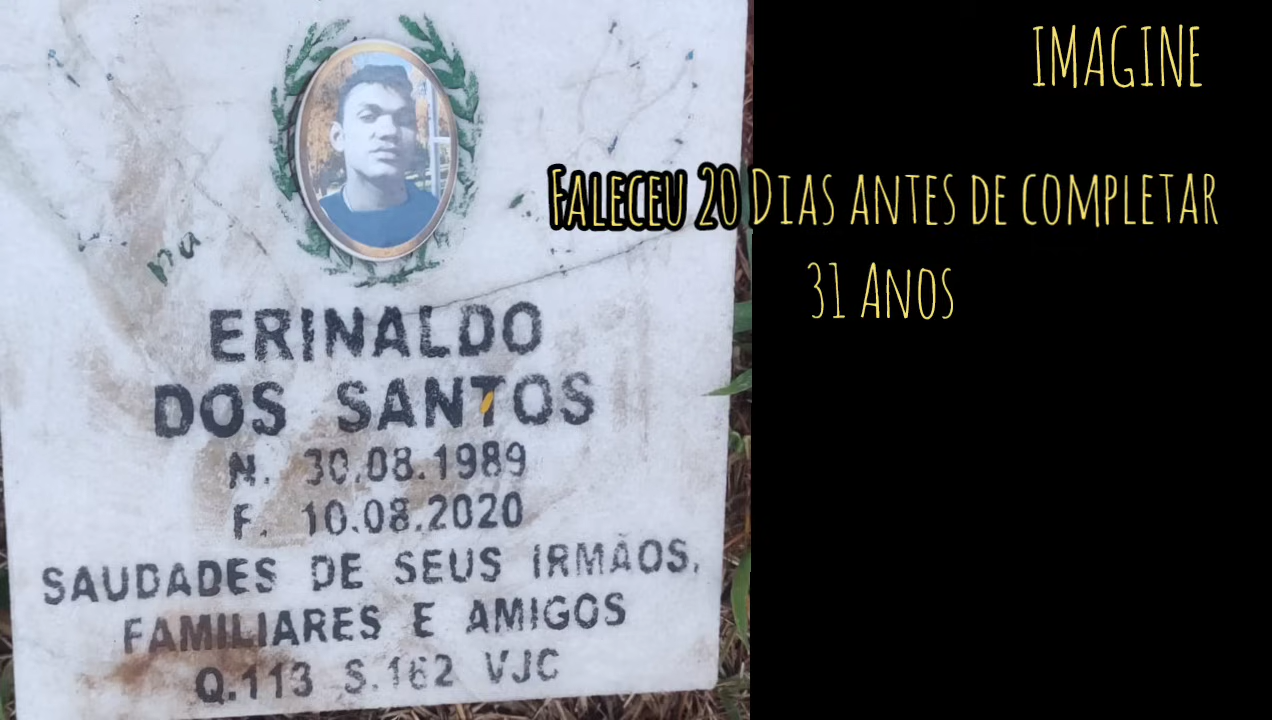 IMAGINE
Faleceu 20 Dias antes de completar
31 Anos
pa
ERINALDO
DOS SANTOS
N. 30.08.1989
F. 10.08.2020
SAUDADES DE SEUS IRMÃOS,
FAMILIARES E AMIGOS
Q.113 S.162 VJC